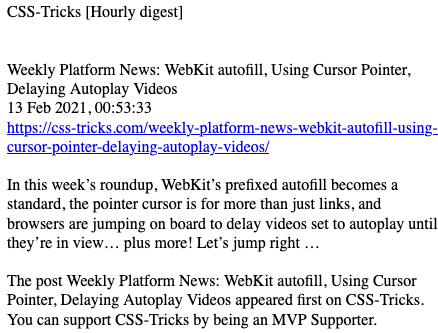 CSS-Tricks [Hourly digest]
Weekly Platform News: WebKit autofill, Using Cursor Pointer,
Delaying Autoplay Videos
13 Feb 2021, 00:53:33
https://css-tricks.com/weekly-platform-news-webkit-autofill-using-
cursor-pointer-delaying-autoplay-videos/
In this week’s roundup, WebKit’s prefixed autofill becomes a
standard, the pointer cursor is for more than just links, and
browsers are jumping on board to delay videos set to autoplay until
they’re in view… plus more! Let’s jump right …
The post Weekly Platform News: WebKit autofill, Using Cursor
Pointer, Delaying Autoplay Videos appeared first on CSS-Tricks.
You can support CSS-Tricks by being an MVP Supporter.